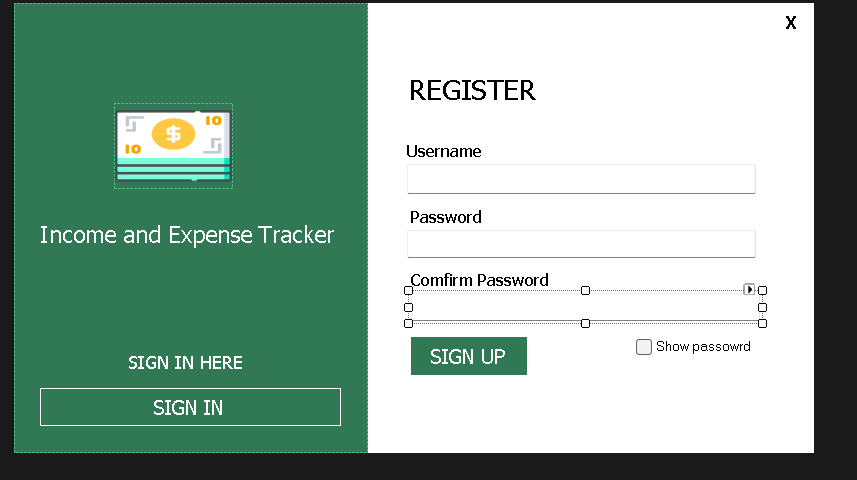 X
10
$
10
Income and Expense Tracker
SIGN IN HERE
SIGN IN
REGISTER
Username
Password
Comfirm Password
SIGN UP
Show passowrd